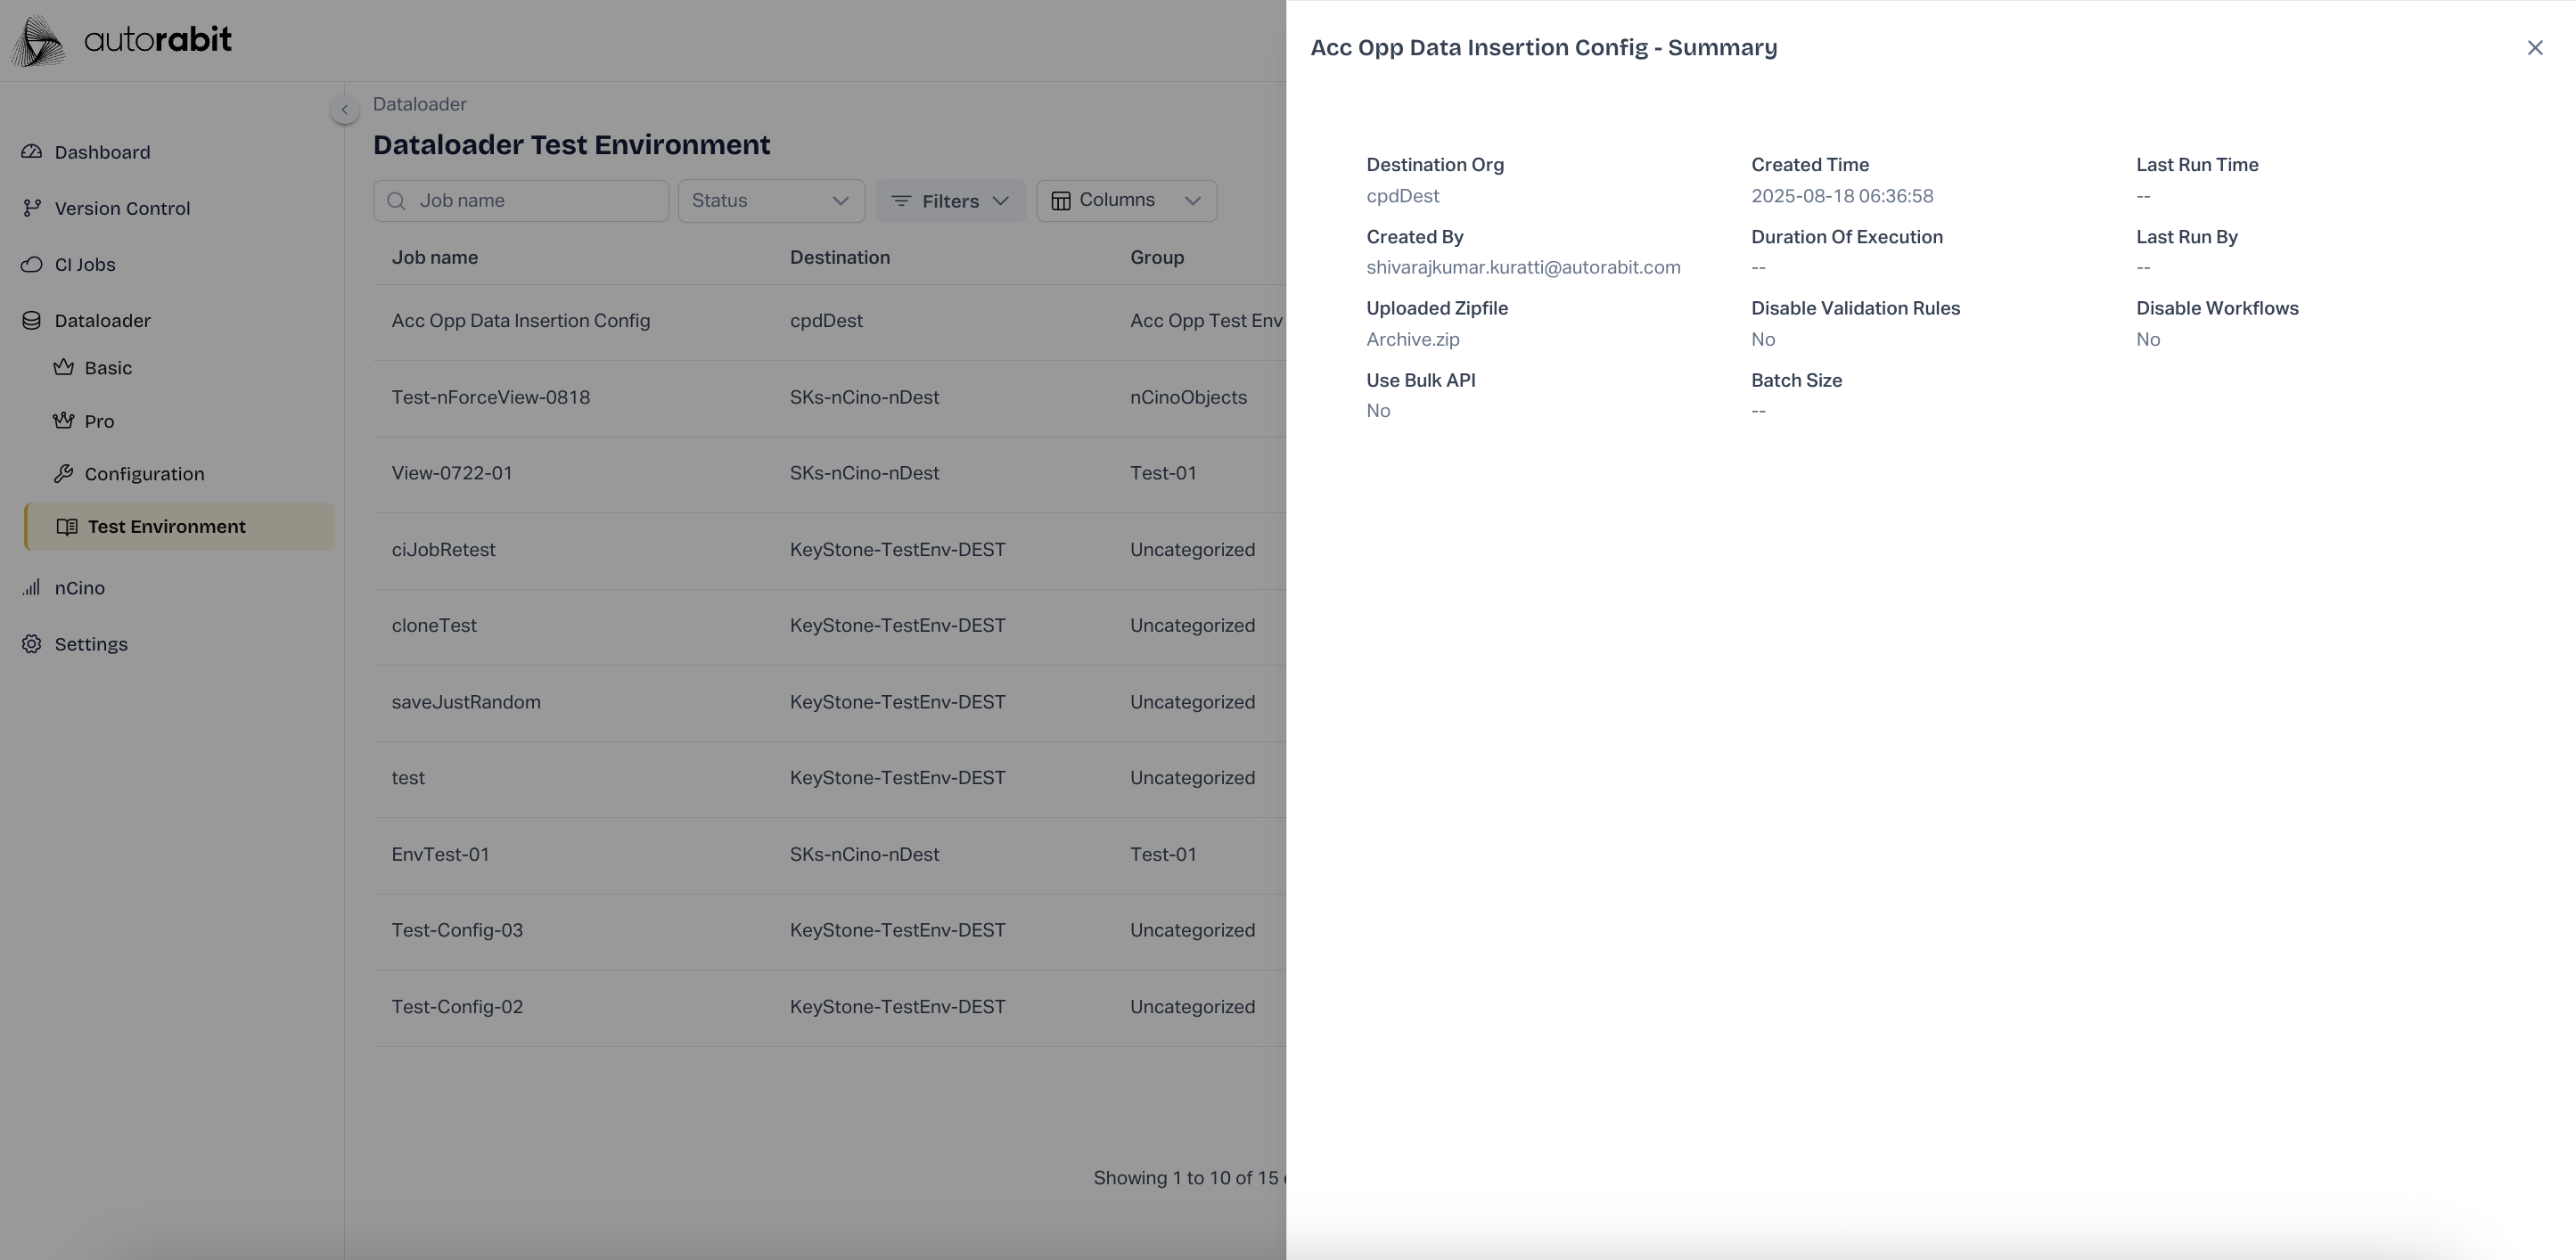 autorabit
Dashboard
Version Control
CI Jobs
Dataloader
Basic
Pro
Configuration
Test Environment
nCino
Settings
Dataloader
Dataloader Test Environment
Job name Status Filters Columns
Job name Destination Group
Acc Opp Data Insertion Config cpdDest Acc Opp Test Env
Test-nForceView-0818 SKs-nCino-nDest nCinoObjects
View-0722-01 SKs-nCino-nDest Test-01
ciJobRetest KeyStone-TestEnv-DEST Uncategorized
cloneTest KeyStone-TestEnv-DEST Uncategorized
saveJustRandom KeyStone-TestEnv-DEST Uncategorized
test KeyStone-TestEnv-DEST Uncategorized
EnvTest-01 SKs-nCino-nDest Test-01
Test-Config-03 KeyStone-TestEnv-DEST Uncategorized
Test-Config-02 KeyStone-TestEnv-DEST Uncategorized
Showing 1 to 10 of 15
Acc Opp Data Insertion Config - Summary
Destination Org Created Time Last Run Time
cpdDest 2025-08-18 06:36:58 --
Created By Duration Of Execution Last Run By
shivarajkumar.kuratti@autorabit.com -- --
Uploaded Zipfile Disable Validation Rules Disable Workflows
Archive.zip No No
Use Bulk API Batch Size
No --